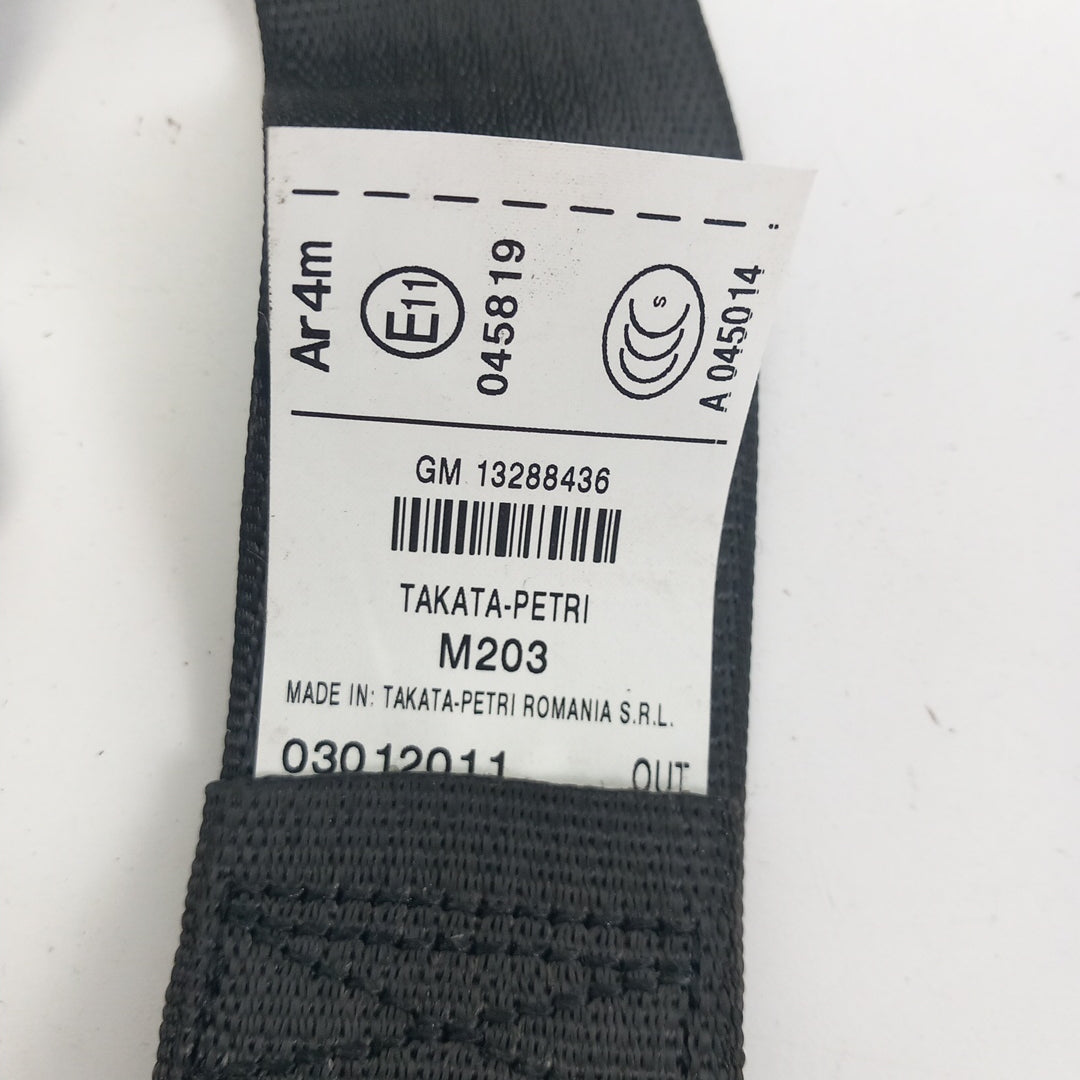 Ar4m
E11
045819
S
A 045014
GM 13288436
TAKATA-PETRI
M203
MADE IN: TAKATA-PETRI ROMANIA S.R.L.
03012011 OUT